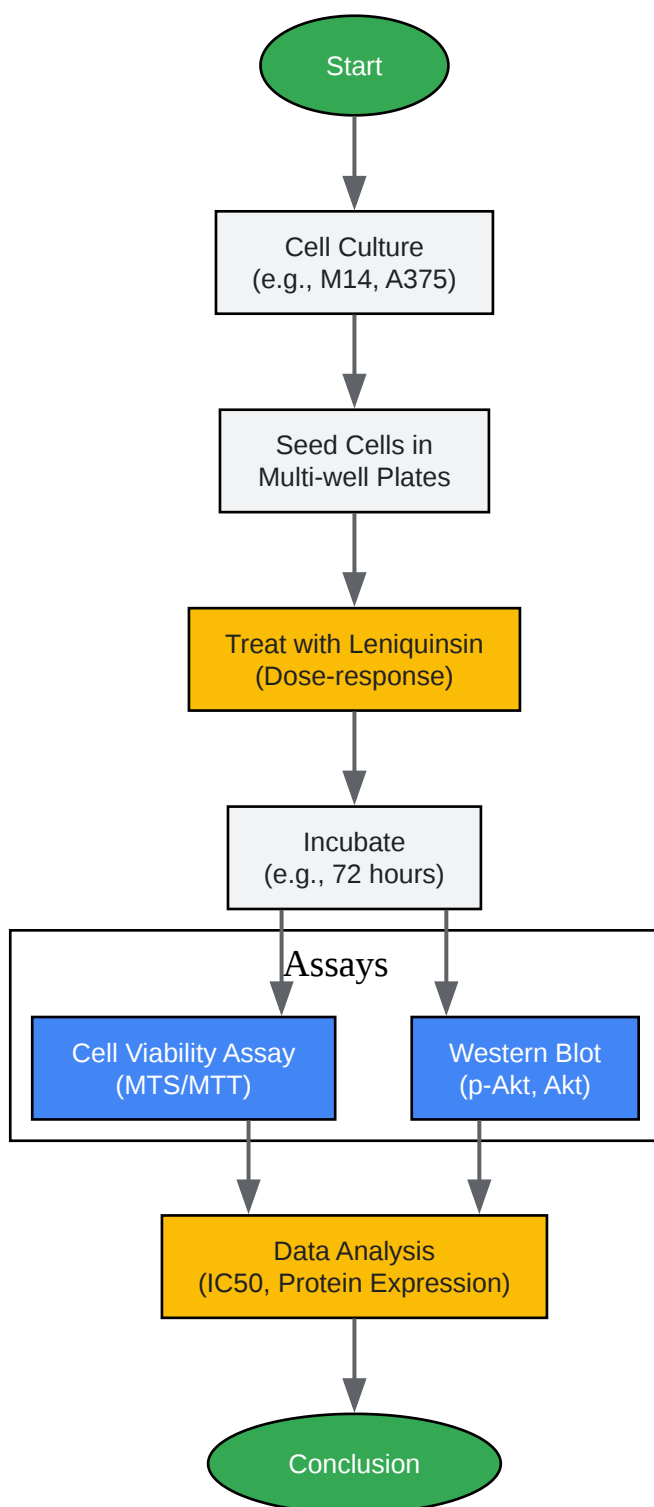 Start
Cell Culture
(e.g., M14, A375)
Seed Cells in
Multi-well Plates
Treat with Leniquinsin
(Dose-response)
Incubate
(e.g., 72 hours)
Assays
Cell Viability Assay
(MTS/MTT)
Western Blot
(p-Akt, Akt)
Data Analysis
(IC50, Protein Expression)
Conclusion